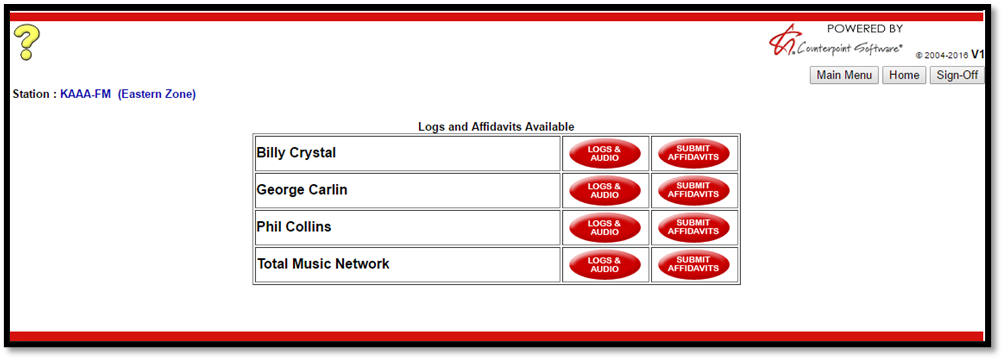 POWERED BY
Counterpoint Software®
© 2004-2016 V1
Main Menu Home Sign-Off
Station : KAAA-FM (Eastern Zone)
Logs and Affidavits Available
Billy Crystal LOGS & AUDIO SUBMIT AFFIDAVITS
George Carlin LOGS & AUDIO SUBMIT AFFIDAVITS
Phil Collins LOGS & AUDIO SUBMIT AFFIDAVITS
Total Music Network LOGS & AUDIO SUBMIT AFFIDAVITS